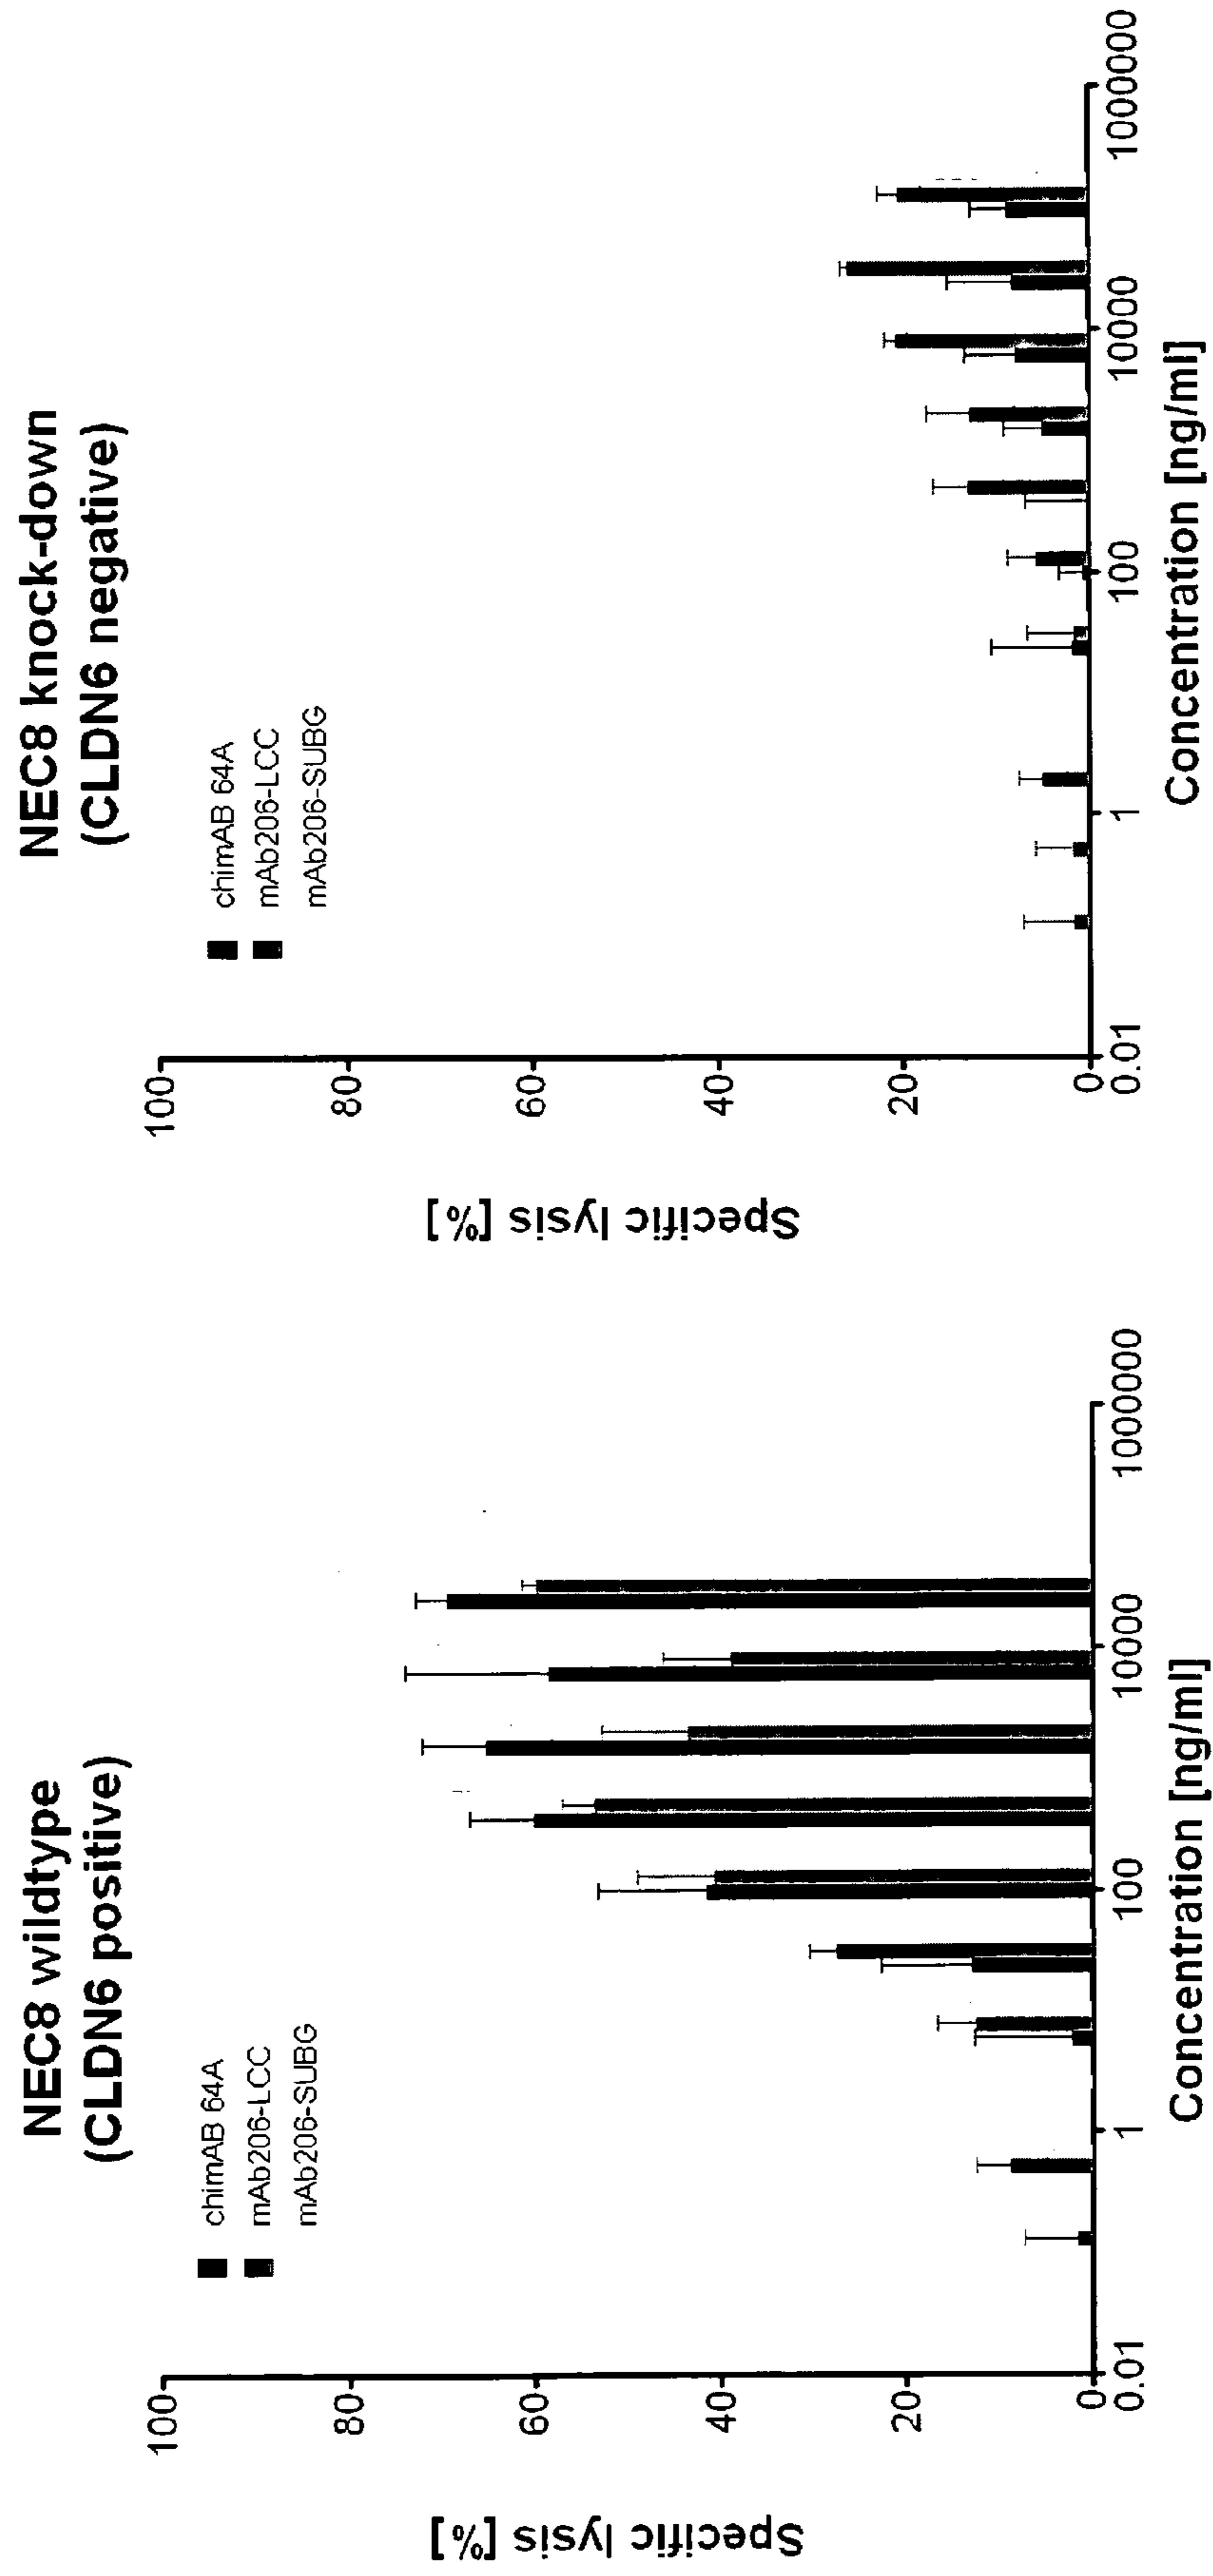 NEC8 wildtype
(CLDN6 positive)
chimAB 64A
mAb206-LCC
mAb206-SUBG
Specific lysis [%]
100
80
60
40
20
0
0.01
1
100
10000
1000000
Concentration [ng/ml]
NEC8 knock-down
(CLDN6 negative)
chimAB 64A
mAb206-LCC
mAb206-SUBG
Specific lysis [%]
100
80
60
40
20
0
0.01
1
100
10000
1000000
Concentration [ng/ml]